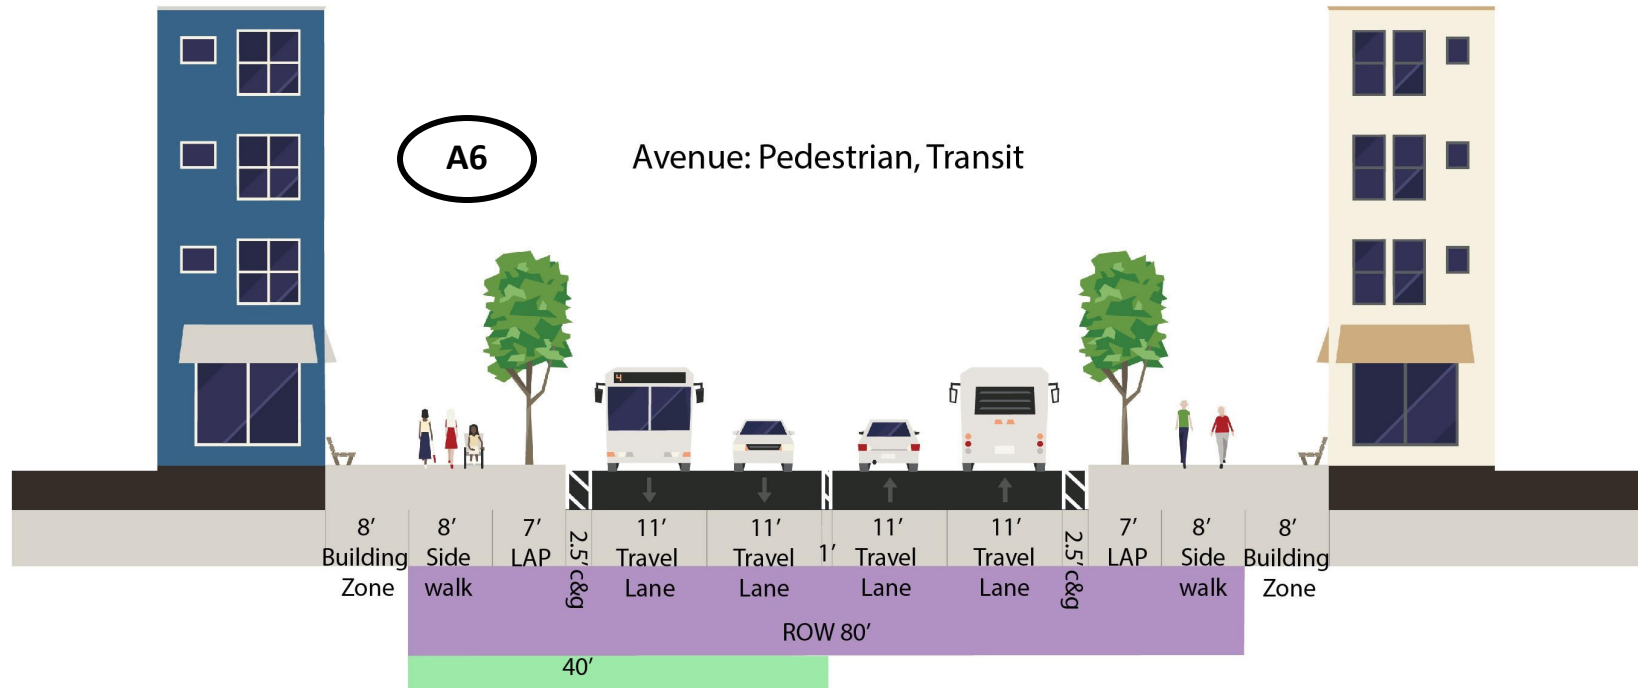 A6
Avenue: Pedestrian, Transit
4
8’ Building Zone
8’ Side walk
7’ LAP
2.5’ c&g
11’ Travel Lane
11’ Travel Lane
1’
11’ Travel Lane
11’ Travel Lane
2.5’ c&g
7’ LAP
8’ Side walk
8’ Building Zone
ROW 80’
40’